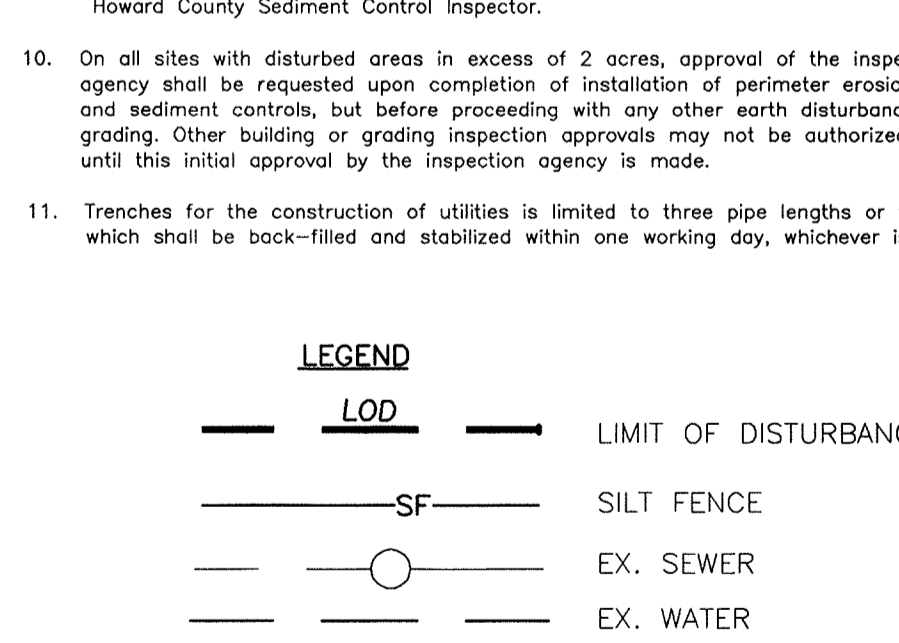 Howard County Sediment Control Inspector.
10. On all sites with disturbed areas in excess of 2 acres, approval of the inspe
agency shall be requested upon completion of installation of perimeter erosio
and sediment controls, but before proceeding with any other earth disturbanc
grading. Other building or grading inspection approvals may not be authorized
until this initial approval by the inspection agency is made.
11. Trenches for the construction of utilities is limited to three pipe lengths or
which shall be back-filled and stabilized within one working day, whichever i
LEGEND
LOD
LIMIT OF DISTURBANC
SF
SILT FENCE
EX. SEWER
EX. WATER